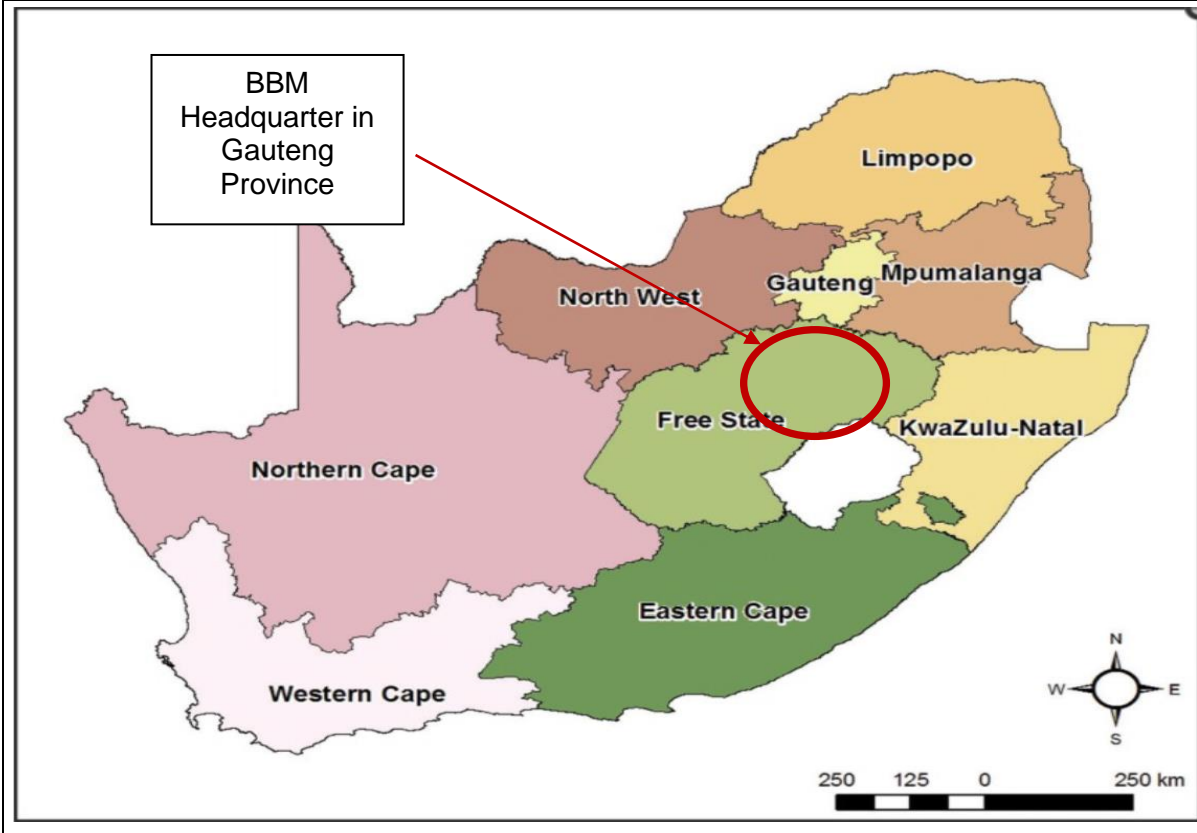 BBM
Headquarter in
Gauteng
Province
Limpopo
Mpumalanga
Gauteng
North West
Free State
KwaZulu-Natal
Northern Cape
Eastern Cape
Western Cape
N
W E
S
250 125 0 250 km